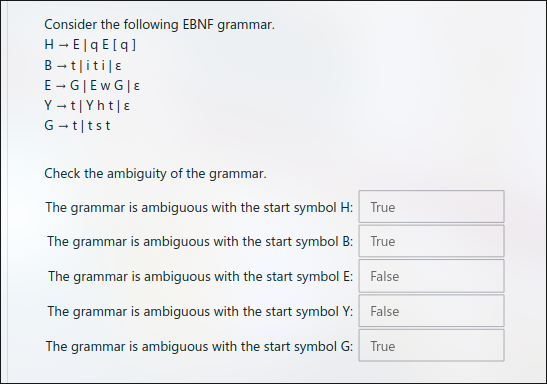 Consider the following EBNF grammar.
H → E | q E [ q ]
B → t | i t i | ε
E → G | E w G | ε
Y → t | Y h t | ε
G → t | t s t
Check the ambiguity of the grammar.
The grammar is ambiguous with the start symbol H: True
The grammar is ambiguous with the start symbol B: True
The grammar is ambiguous with the start symbol E: False
The grammar is ambiguous with the start symbol Y: False
The grammar is ambiguous with the start symbol G: True